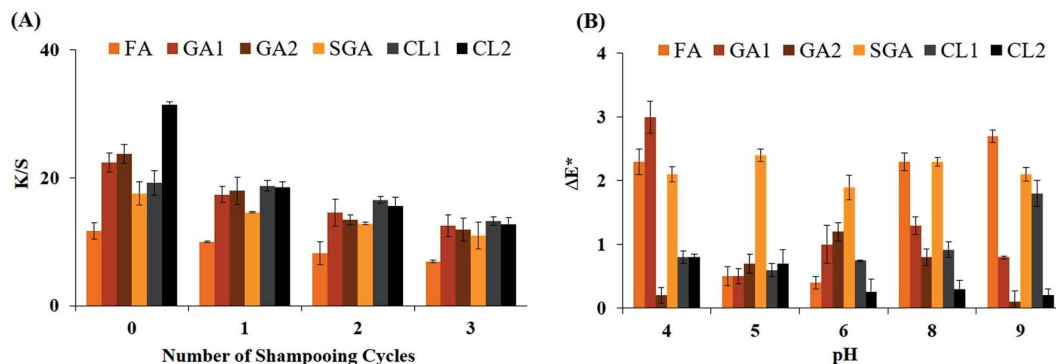 (A)
FA GA1 GA2 SGA CL1 CL2
40
20
0
K/S
0 1 2 3
Number of Shampooing Cycles
(B)
FA GA1 GA2 SGA CL1 CL2
4
3
2
1
0
ΔE*
4 5 6 8 9
pH